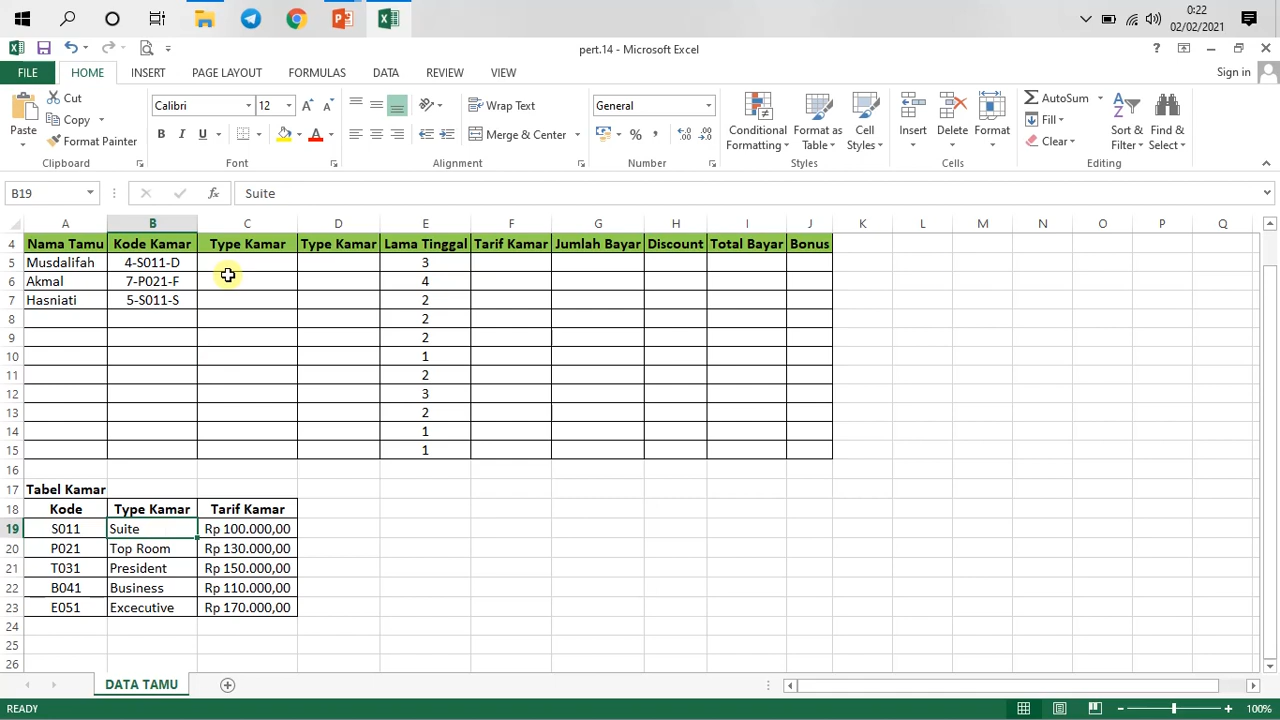 0:22
02/02/2021
pert.14 - Microsoft Excel
FILE HOME INSERT PAGE LAYOUT FORMULAS DATA REVIEW VIEW Sign in
Paste
Cut
Copy
Format Painter
Clipboard
Calibri 12
B I U
Font
Wrap Text
Merge & Center
Alignment
General
%
Number
Conditional Formatting
Format as Table
Cell Styles
Styles
Insert
Delete
Format
Cells
AutoSum
Fill
Clear
Sort & Filter
Find & Select
Editing
B19 fx Suite
A B C D E F G H I J K L M N O P Q
4 Nama Tamu Kode Kamar Type Kamar Type Kamar Lama Tinggal Tarif Kamar Jumlah Bayar Discount Total Bayar Bonus
5 Musdalifah 4-S011-D 3
6 Akmal 7-P021-F 4
7 Hasniati 5-S011-S 2
8 2
9 2
10 1
11 2
12 3
13 2
14 1
15 1
16
17 Tabel Kamar
18 Kode Type Kamar Tarif Kamar
19 S011 Suite Rp 100.000,00
20 P021 Top Room Rp 130.000,00
21 T031 President Rp 150.000,00
22 B041 Business Rp 110.000,00
23 E051 Excecutive Rp 170.000,00
24
25
26
DATA TAMU
READY 100%